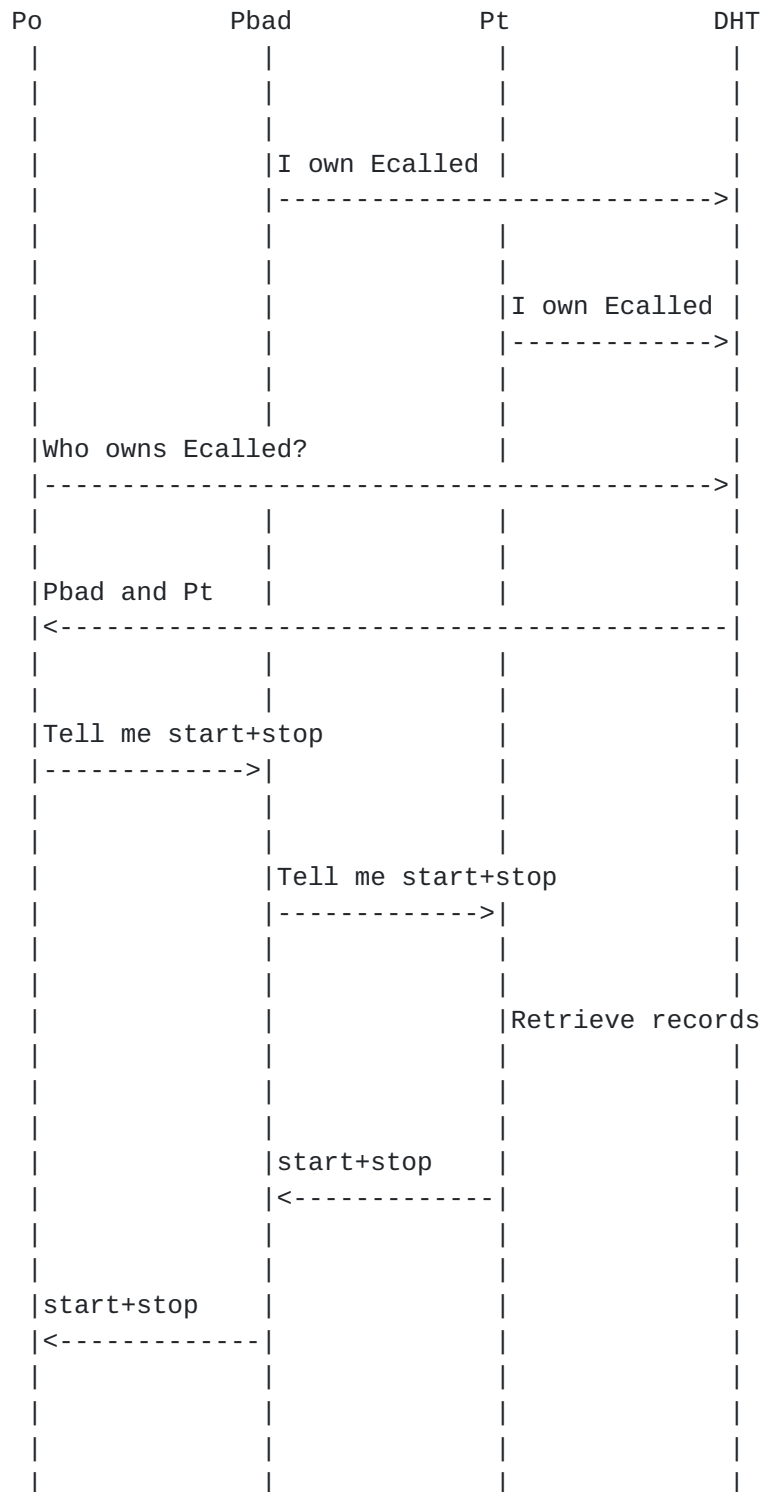 Po Pbad Pt DHT
I own Ecalled
I own Ecalled
Who owns Ecalled?
Pbad and Pt
Tell me start+stop
Tell me start+stop
Retrieve records
start+stop
start+stop